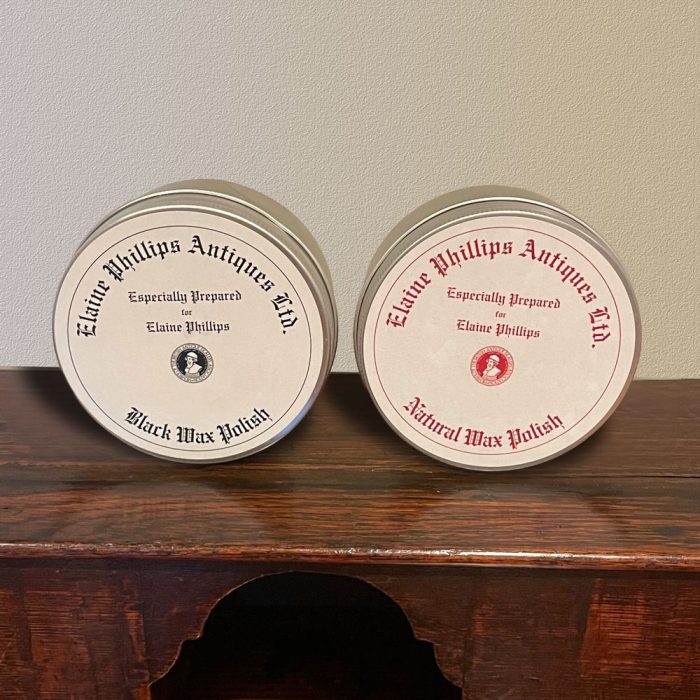 Elaine Phillips Antiques Ltd.
Especially Prepared
for
Elaine Phillips
Black Wax Polish
Elaine Phillips Antiques Ltd.
Especially Prepared
for
Elaine Phillips
Natural Wax Polish